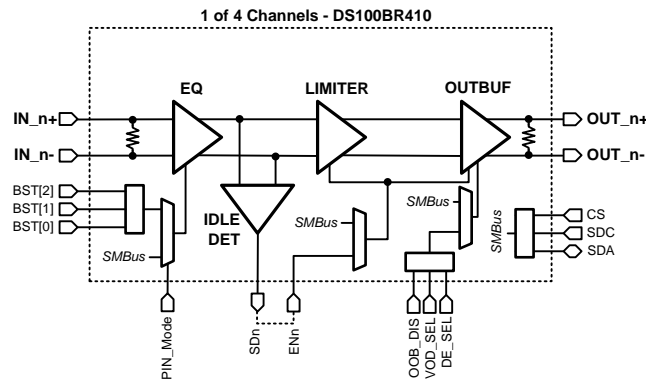 1 of 4 Channels - DS100BR410
EQ
LIMITER
OUTBUF
IN_n+
OUT_n+
IN_n-
OUT_n-
BST[2]
BST[1]
BST[0]
IDLE
DET
SMBus
SMBus
SMBus
SMBus
CS
SDC
SDA
PIN_Mode
SDn
ENn
OOB_DIS
VOD_SEL
DE_SEL